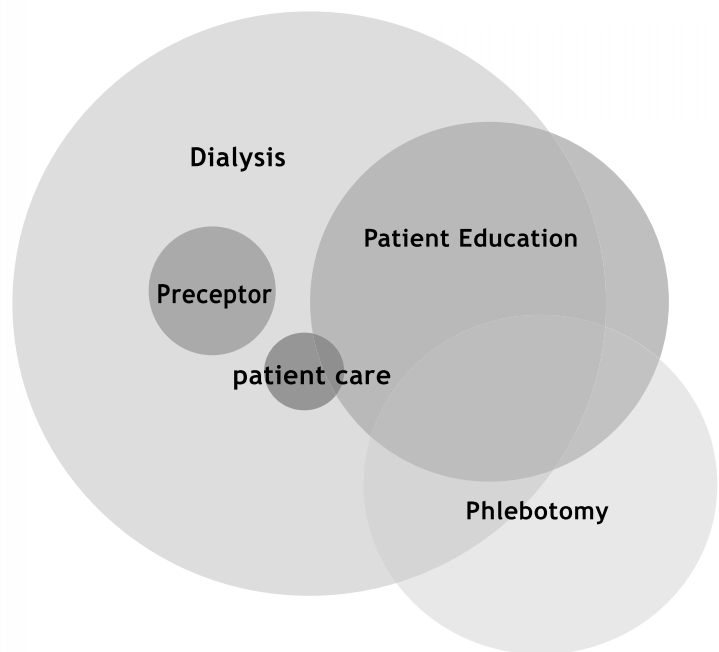 Dialysis
Patient Education
Preceptor
patient care
Phlebotomy